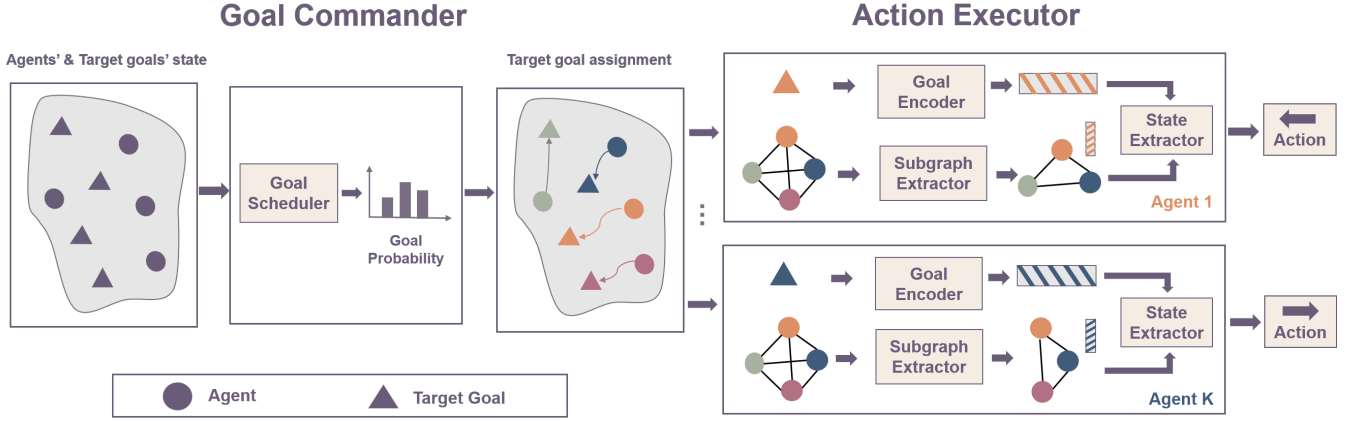 Goal Commander
Action Executor
Agents' & Target goals' state
Target goal assignment
Goal
Scheduler
Goal
Probability
Goal
Encoder
Subgraph
Extractor
State
Extractor
Action
Agent 1
Goal
Encoder
Subgraph
Extractor
State
Extractor
Action
Agent K
Agent
Target Goal